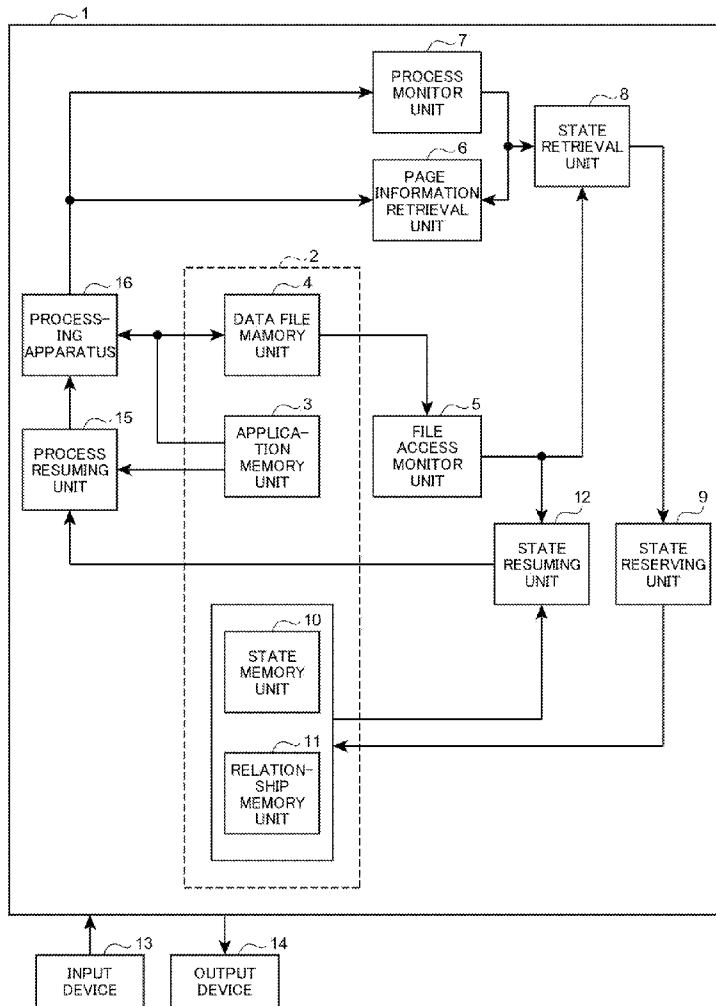 1
7
PROCESS
MONITOR
UNIT
8
STATE
RETRIEVAL
UNIT
6
PAGE
INFORMATION
RETRIEVAL
UNIT
2
16
PROCESS-
ING
APPARATUS
4
DATA FILE
MAMORY
UNIT
15
PROCESS
RESUMING
UNIT
3
APPLICA-
TION
MEMORY
UNIT
5
FILE
ACCESS
MONITOR
UNIT
12
STATE
RESUMING
UNIT
9
STATE
RESERVING
UNIT
10
STATE
MEMORY
UNIT
11
RELATION-
SHIP
MEMORY
UNIT
13
INPUT
DEVICE
14
OUTPUT
DEVICE